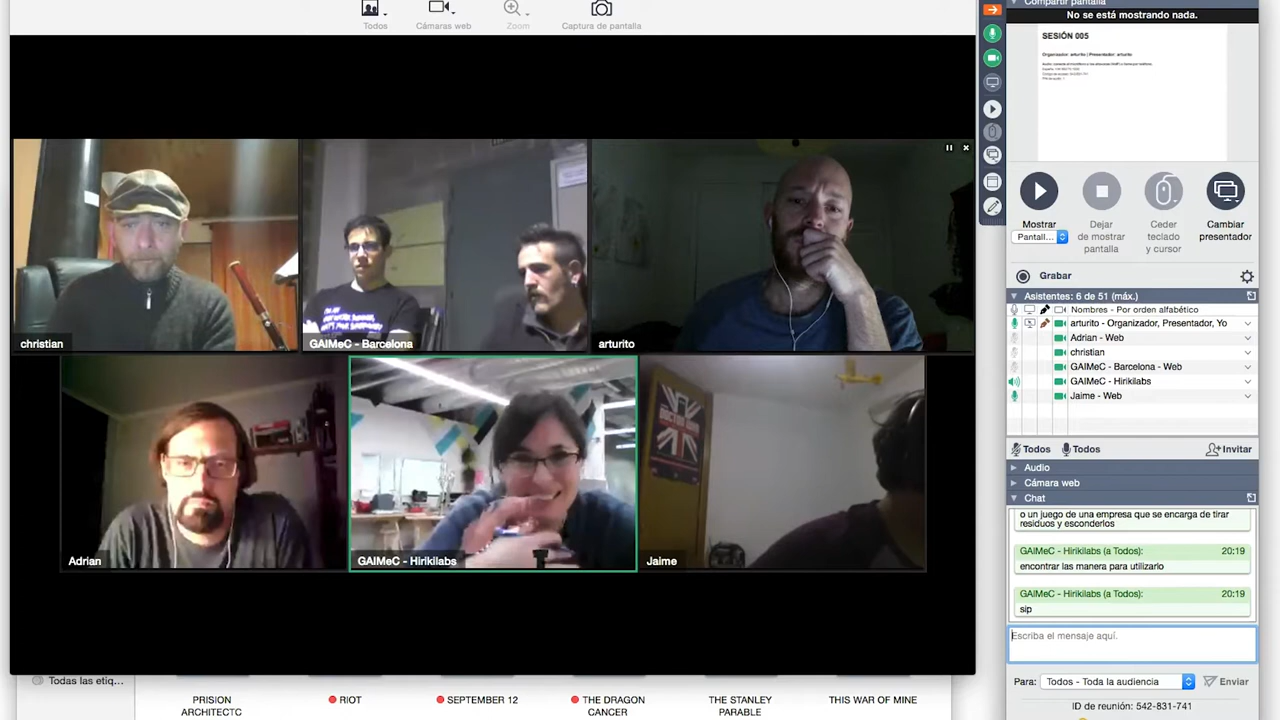 Todos
Cámaras web
Zoom
Captura de pantalla
christian
GAIMeC - Barcelona
arturito
Adrian
GAIMeC - Hirikilabs
Jaime
Todas las etiq...
PRISION
ARCHITECTC
RIOT
SEPTEMBER 12
THE DRAGON
CANCER
THE STANLEY
PARABLE
THIS WAR OF MINE
Compartir pantalla
No se está mostrando nada.
SESIÓN 005
Organizador: arturito | Presentador: arturito
Mostrar
Pantall...
Dejar
de mostrar
pantalla
Ceder
teclado
y cursor
Cambiar
presentador
Grabar
Asistentes: 6 de 51 (máx.)
Nombres - Por orden alfabético
arturito - Organizador, Presentador, Yo
Adrian - Web
christian
GAIMeC - Barcelona - Web
GAIMeC - Hirikilabs
Jaime - Web
Todos
Todos
Invitar
Audio
Cámara web
Chat
o un juego de una empresa que se encarga de tirar
residuos y esconderlos
GAIMeC - Hirikilabs (a Todos): 20:19
encontrar las manera para utilizarlo
GAIMeC - Hirikilabs (a Todos): 20:19
sip
Escriba el mensaje aquí.
Para: Todos - Toda la audiencia Enviar
ID de reunión: 542-831-741